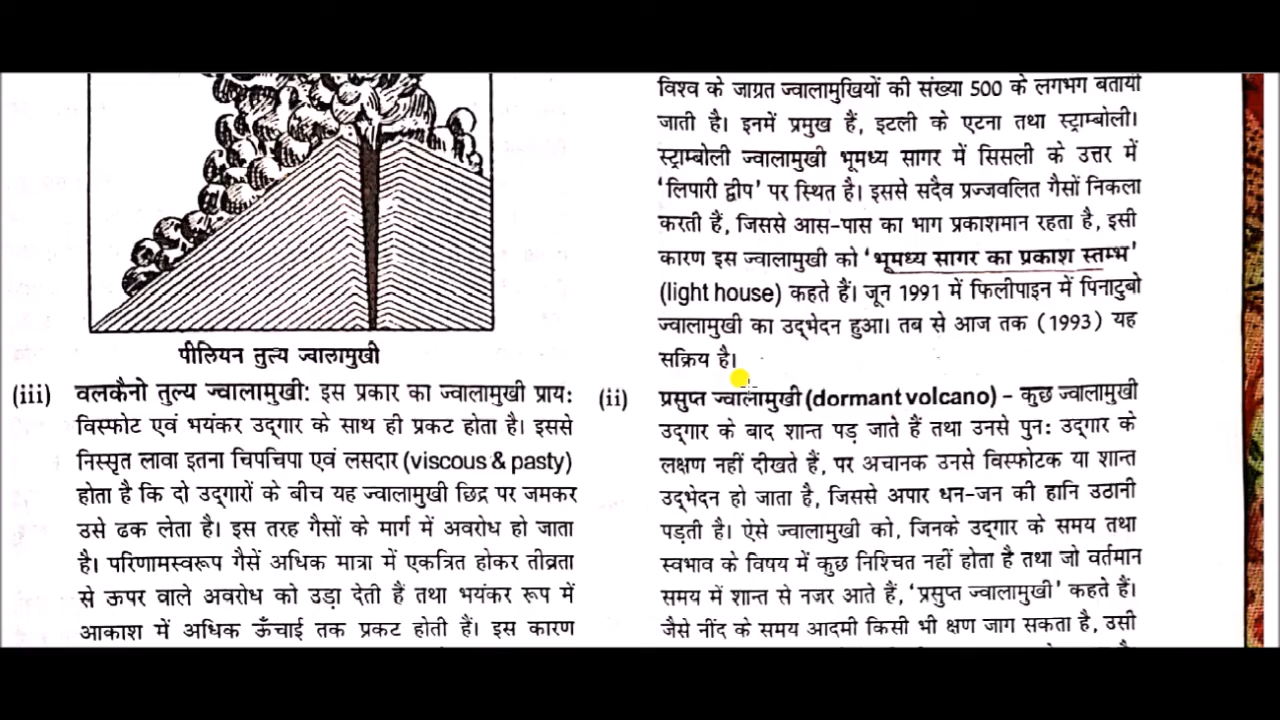 पीलियन तुल्य ज्वालामुखी
(iii) वलकैनो तुल्य ज्वालामुखी: इस प्रकार का ज्वालामुखी प्राय:
विस्फोट एवं भयंकर उद्‌गार के साथ ही प्रकट होता है। इससे
निस्सृत लावा इतना चिपचिपा एवं लसदार (viscous & pasty)
होता है कि दो उद्‌गारों के बीच यह ज्वालामुखी छिद्र पर जमकर
उसे ढक लेता है। इस तरह गैसों के मार्ग में अवरोध हो जाता
है। परिणामस्वरूप गैसें अधिक मात्रा में एकत्रित होकर तीव्रता
से ऊपर वाले अवरोध को उड़ा देती हैं तथा भयंकर रूप में
आकाश में अधिक ऊँचाई तक प्रकट होती हैं। इस कारण
विश्व के जाग्रत ज्वालामुखियों की संख्या 500 के लगभग बतायी
जाती है। इनमें प्रमुख हैं, इटली के एटना तथा स्ट्राम्बोली।
स्ट्राम्बोली ज्वालामुखी भूमध्य सागर में सिसली के उत्तर में
'लिपारी द्वीप' पर स्थित है। इससे सदैव प्रज्जवलित गैसों निकला
करती हैं, जिससे आस-पास का भाग प्रकाशमान रहता है, इसी
कारण इस ज्वालामुखी को 'भूमध्य सागर का प्रकाश स्तम्भ'
(light house) कहते हैं। जून 1991 में फिलीपाइन में पिनाटुबो
ज्वालामुखी का उद्‌भेदन हुआ। तब से आज तक (1993) यह
सक्रिय है।
(ii) प्रसुप्त ज्वालामुखी (dormant volcano) – कुछ ज्वालामुखी
उद्‌गार के बाद शान्त पड़ जाते हैं तथा उनसे पुन: उद्‌गार के
लक्षण नहीं दीखते हैं, पर अचानक उनसे विस्फोटक या शान्त
उद्‌भेदन हो जाता है, जिससे अपार धन-जन की हानि उठानी
पड़ती है। ऐसे ज्वालामुखी को, जिनके उद्‌गार के समय तथा
स्वभाव के विषय में कुछ निश्चित नहीं होता है तथा जो वर्तमान
समय में शान्त से नजर आते हैं, 'प्रसुप्त ज्वालामुखी' कहते हैं।
जैसे नींद के समय आदमी किसी भी क्षण जाग सकता है, उसी